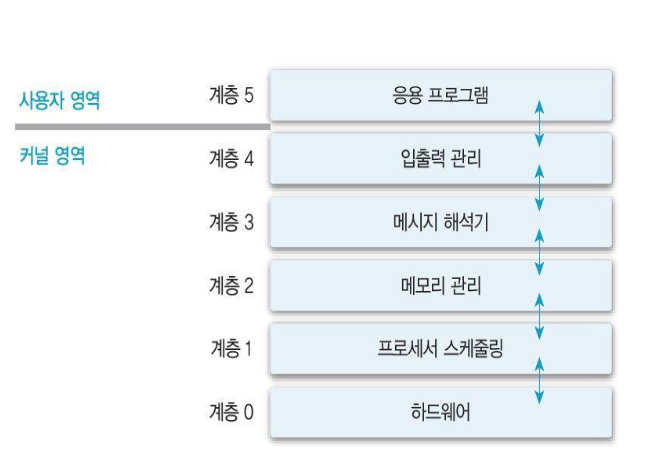 사용자 영역
계층 5
응용 프로그램
커널 영역
계층 4
입출력 관리
계층 3
메시지 해석기
계층 2
메모리 관리
계층 1
프로세서 스케줄링
계층 0
하드웨어